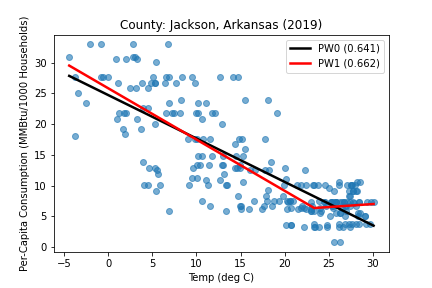 County: Jackson, Arkansas (2019)
Per-Capita Consumption (MMBtu/1000 Households)
30
25
20
15
10
5
0
PW0 (0.641)
PW1 (0.662)
−5 0 5 10 15 20 25 30
Temp (deg C)